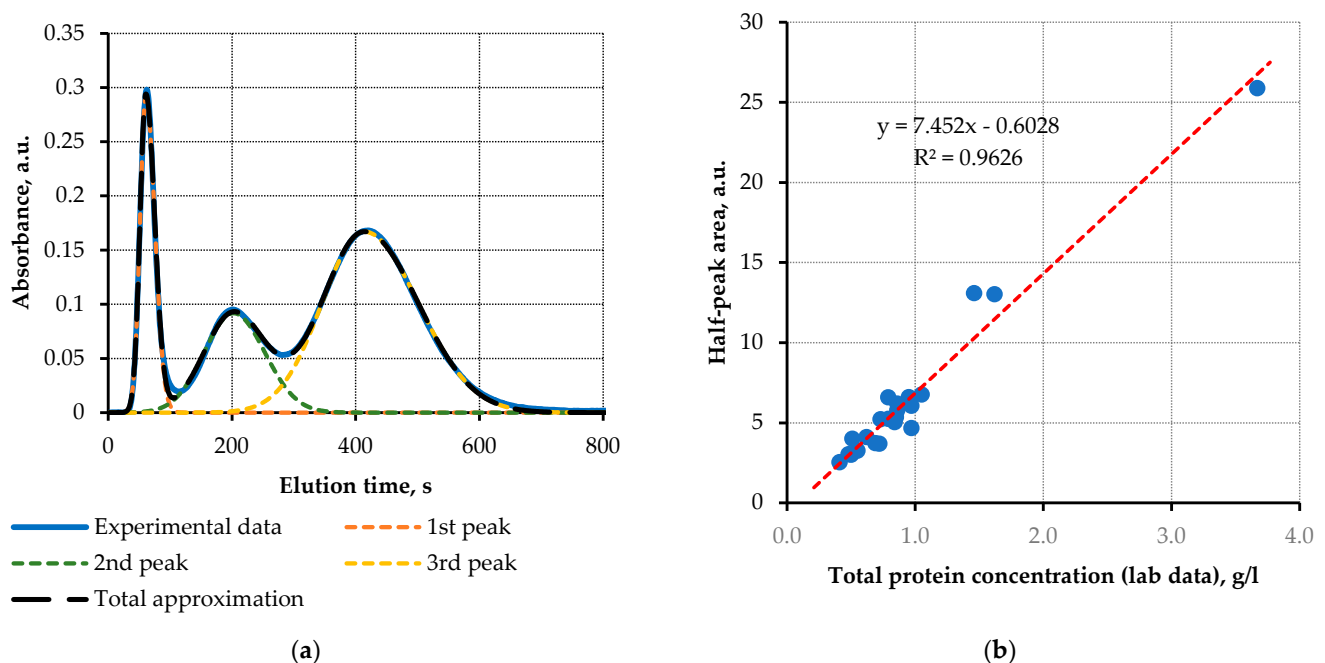 0.35
0.3
0.25
0.2
0.15
0.1
0.05
0
Absorbance, a.u.
0 200 400 600 800
Elution time, s
Experimental data
1st peak
2nd peak
3rd peak
Total approximation
(a)
30
25
20
15
10
5
0
Half-peak area, a.u.
y = 7.452x - 0.6028
R² = 0.9626
0.0 1.0 2.0 3.0 4.0
Total protein concentration (lab data), g/l
(b)